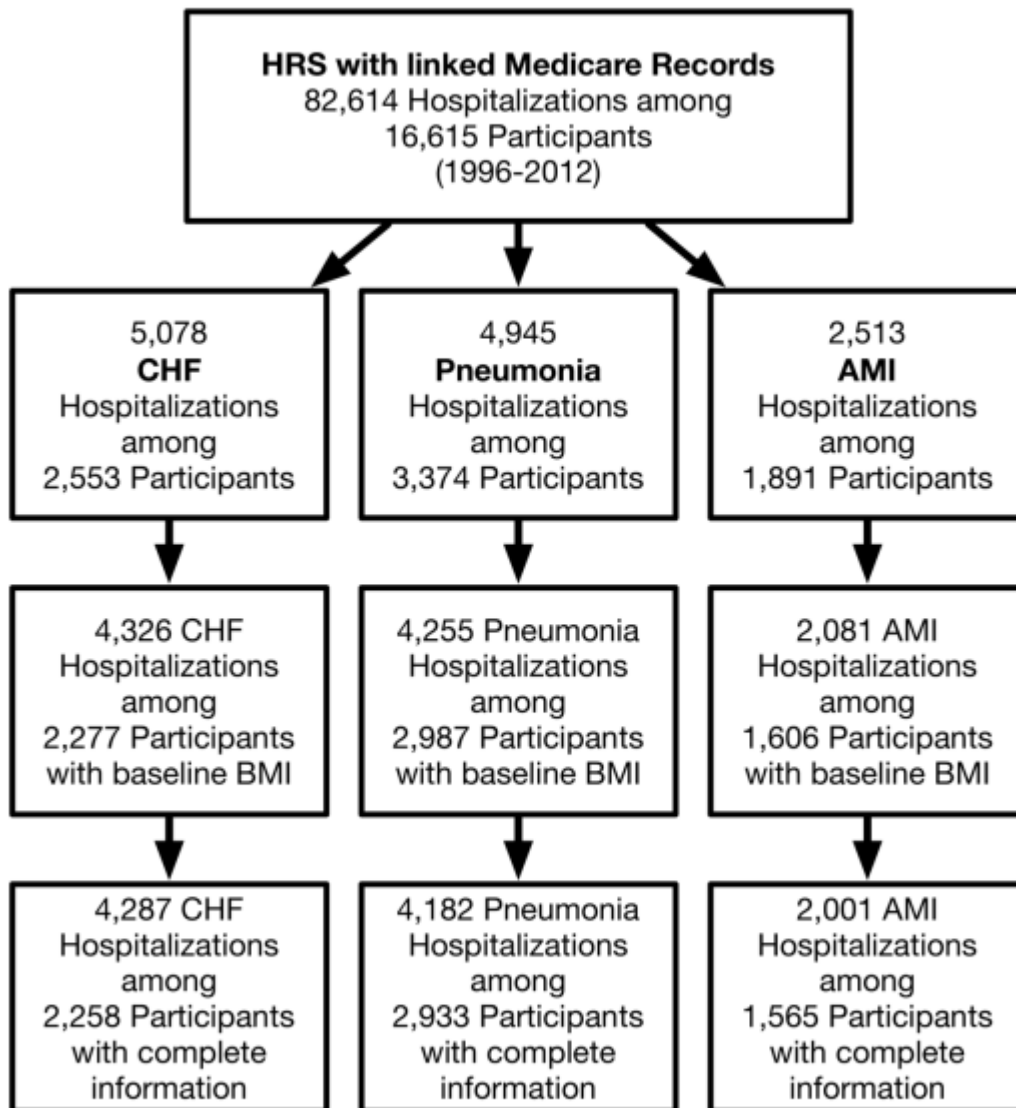 HRS with linked Medicare Records
82,614 Hospitalizations among
16,615 Participants
(1996-2012)
5,078
CHF
Hospitalizations
among
2,553 Participants
4,945
Pneumonia
Hospitalizations
among
3,374 Participants
2,513
AMI
Hospitalizations
among
1,891 Participants
4,326 CHF
Hospitalizations
among
2,277 Participants
with baseline BMI
4,255 Pneumonia
Hospitalizations
among
2,987 Participants
with baseline BMI
2,081 AMI
Hospitalizations
among
1,606 Participants
with baseline BMI
4,287 CHF
Hospitalizations
among
2,258 Participants
with complete
information
4,182 Pneumonia
Hospitalizations
among
2,933 Participants
with complete
information
2,001 AMI
Hospitalizations
among
1,565 Participants
with complete
information